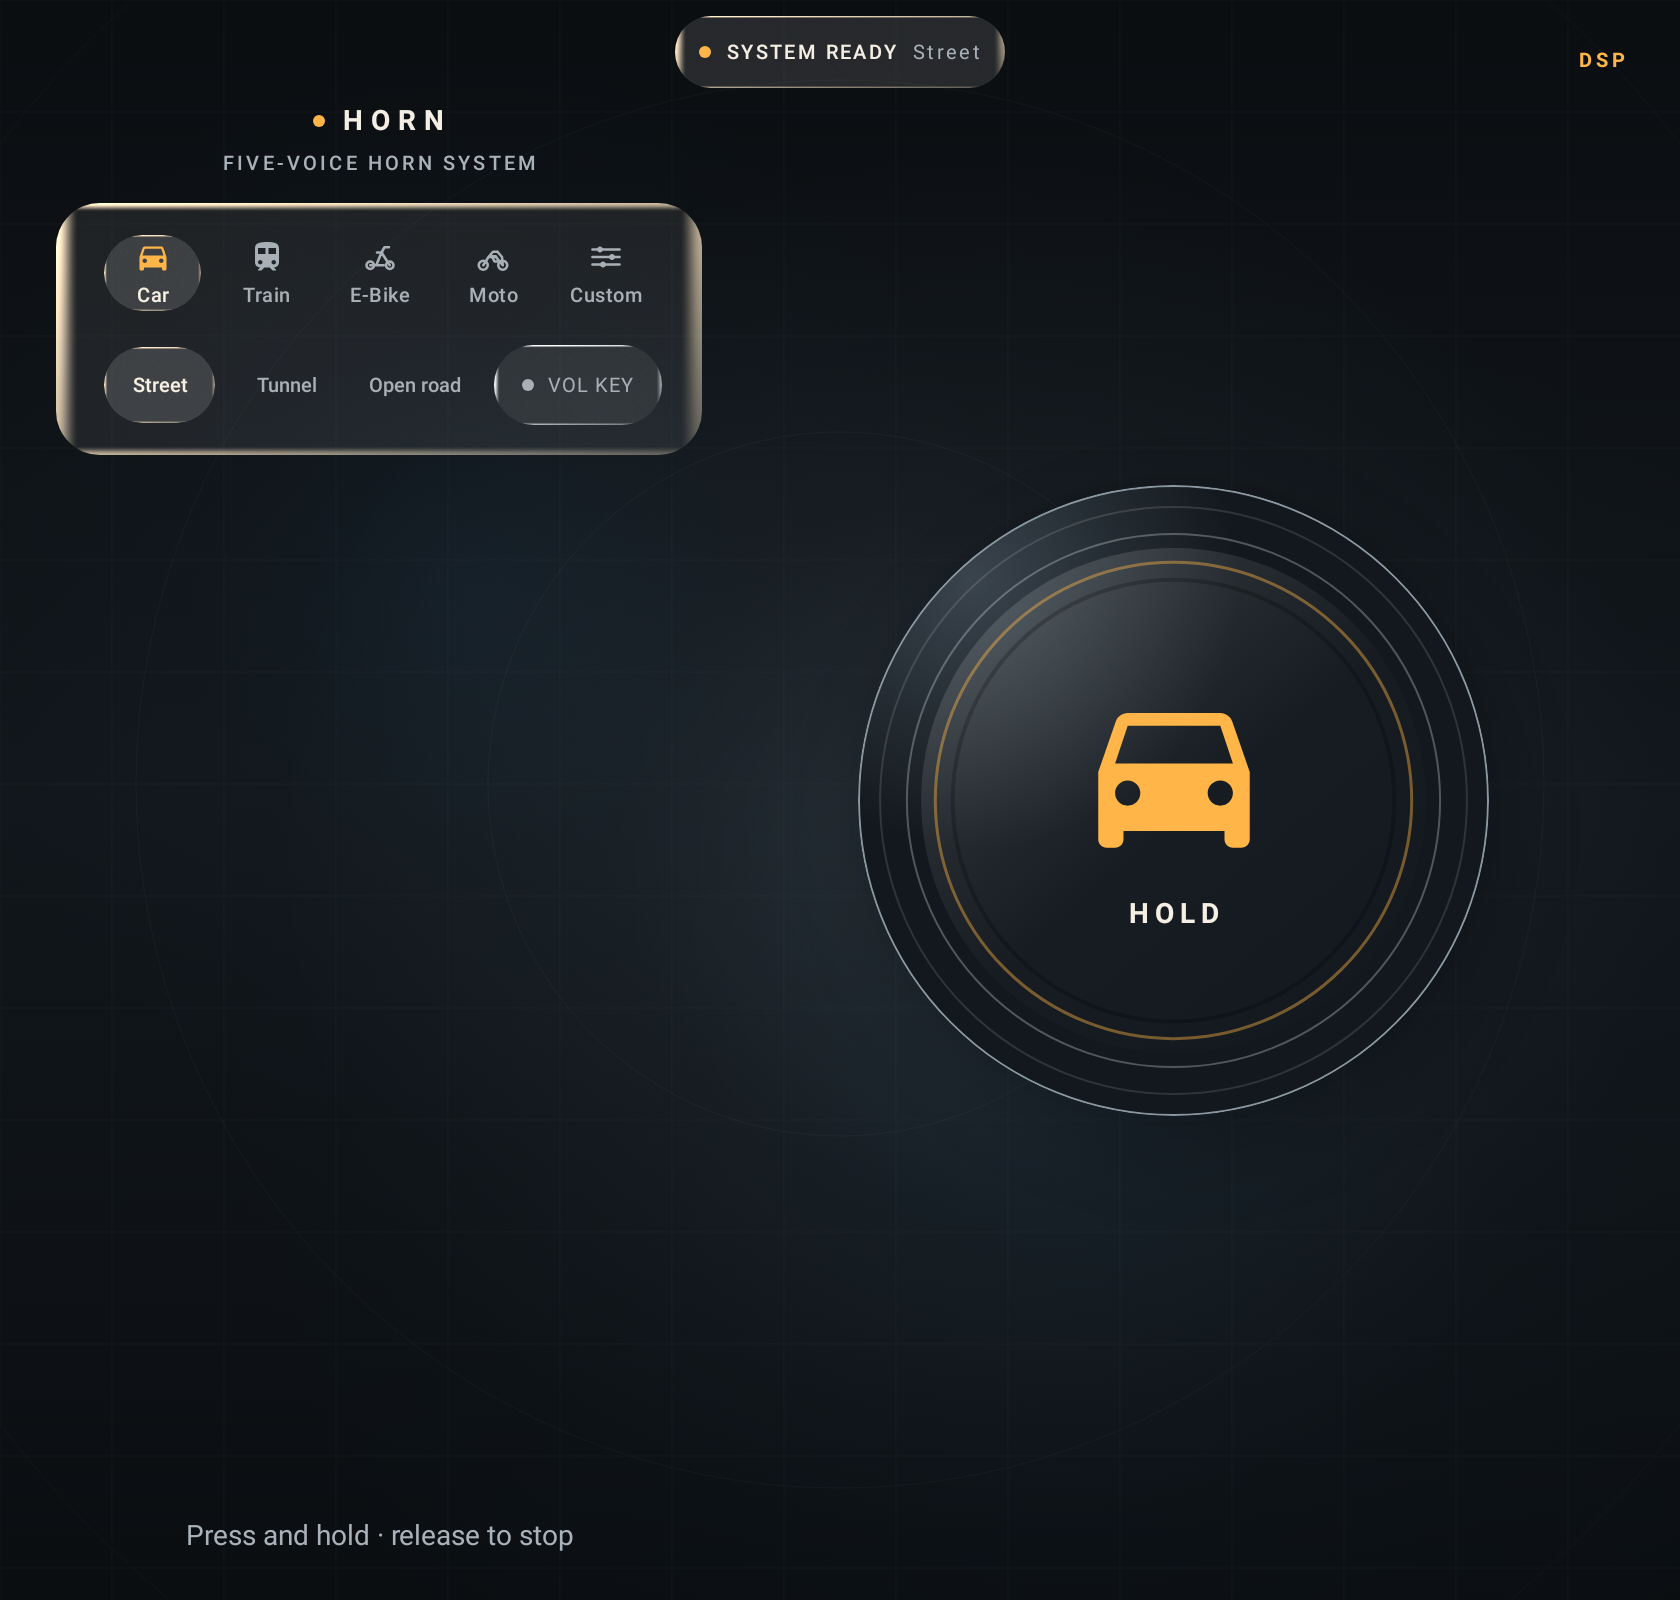 SYSTEM READY Street
DSP
HORN
FIVE-VOICE HORN SYSTEM
Car Train E-Bike Moto Custom
Street Tunnel Open road VOL KEY
HOLD
Press and hold · release to stop